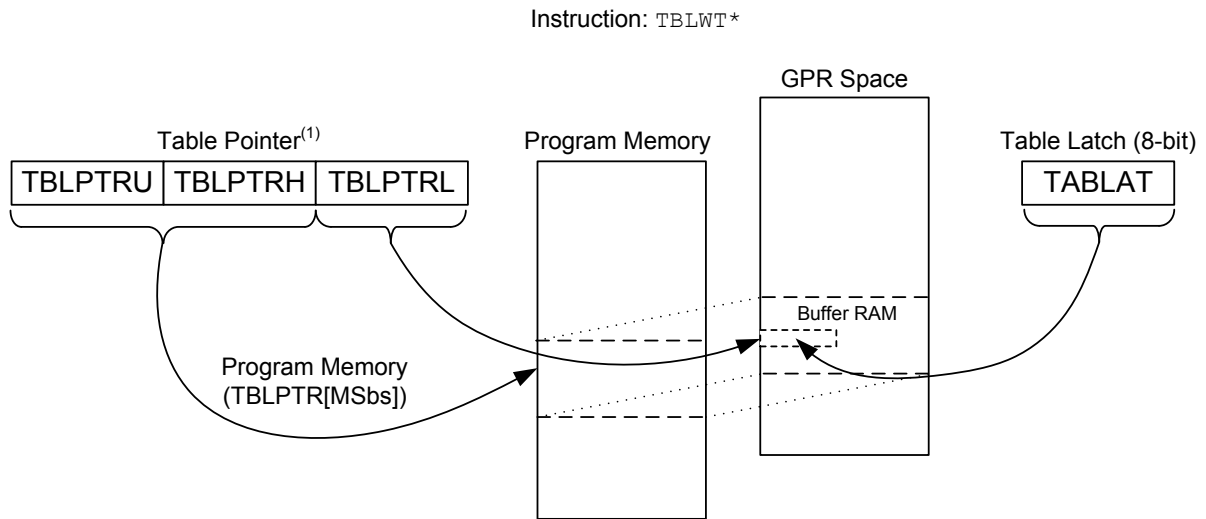 Instruction: TBLWT*
GPR Space
Table Pointer(1)
Program Memory
Table Latch (8-bit)
TBLPTRU TBLPTRH TBLPTRL
TABLAT
Buffer RAM
Program Memory
(TBLPTR[MSbs])